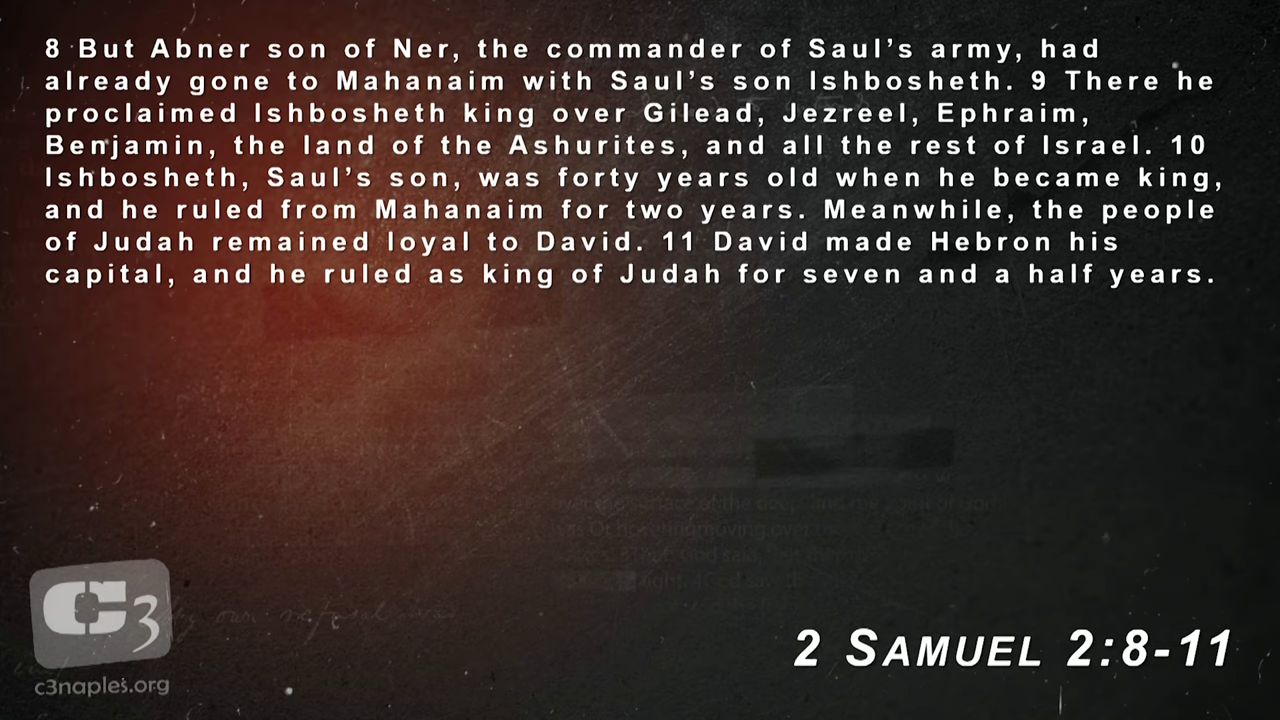 8 But Abner son of Ner, the commander of Saul's army, had
already gone to Mahanaim with Saul's son Ishbosheth. 9 There he
proclaimed Ishbosheth king over Gilead, Jezreel, Ephraim,
Benjamin, the land of the Ashurites, and all the rest of Israel. 10
Ishbosheth, Saul's son, was forty years old when he became king,
and he ruled from Mahanaim for two years. Meanwhile, the people
of Judah remained loyal to David. 11 David made Hebron his
capital, and he ruled as king of Judah for seven and a half years.
C3
c3naples.org
2 SAMUEL 2:8-11